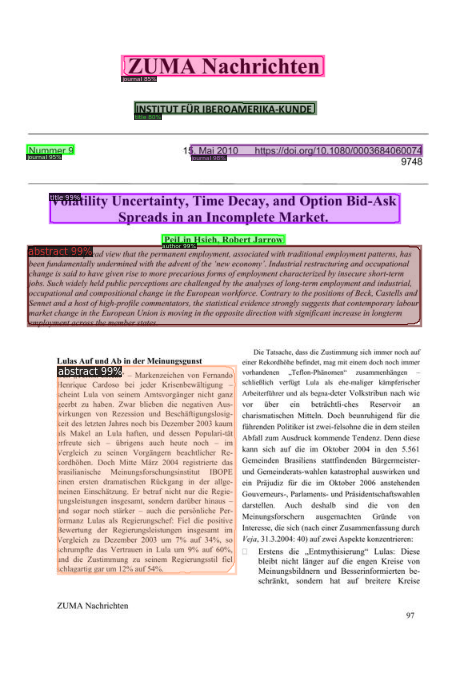 ZUMA Nachrichten
journal 85%
INSTITUT FÜR IBEROAMERIKA-KUNDE
title 80%
Nummer 9
journal 95%
15. Mai 2010 https://doi.org/10.1080/0003684060074
9748
title 99%
Volatility Uncertainty, Time Decay, and Option Bid-Ask
Spreads in an Incomplete Market.
PeiLin Hsieh, Robert Jarrow
author 99%
abstract 99%
ead view that the permanent employment, associated with traditional employment patterns, has
been fundamentally undermined with the advent of the 'new economy'. Industrial restructuring and occupational
change is said to have given rise to more precarious forms of employment characterized by insecure short-term
jobs. Such widely held public perceptions are challenged by the analyses of long-term employment and industrial,
occupational and compositional change in the European workforce. Contrary to the positions of Beck, Castells and
Sennet and a host of high-profile commentators, the statistical evidence strongly suggests that contemporary labour
market change in the European Union is moving in the opposite direction with significant increase in longterm
employment across the member states
Lulas Auf und Ab in der Meinungsgunst
abstract 99%
– Markenzeichen von Fernando
Henrique Cardoso bei jeder Krisenbewältigung –
scheint Lula von seinem Amtsvorgänger nicht ganz
geerbt zu haben. Zwar blieben die negativen Aus-
wirkungen von Rezession und Beschäftigungslosig-
keit des letzten Jahres noch bis Dezember 2003 kaum
als Makel an Lula haften, und dessen Populari-tät
erfreute sich – übrigens auch heute noch – im
Vergleich zu seinen Vorgängern beachtlicher Re-
kordhöhen. Doch Mitte März 2004 registrierte das
brasilianische Meinungsforschungsinstitut IBOPE
einen ersten dramatischen Rückgang in der allge-
meinen Einschätzung. Er betraf nicht nur die Regie-
rungsleistungen insgesamt, sondern darüber hinaus –
und sogar noch stärker – auch die persönliche Per-
formanz Lulas als Regierungschef: Fiel die positive
Bewertung der Regierungsleistungen insgesamt im
Vergleich zu Dezember 2003 um 7% auf 34%, so
schrumpfte das Vertrauen in Lula um 9% auf 60%,
und die Zustimmung zu seinem Regierungsstil fiel
schlagartig gar um 12% auf 54%.
Die Tatsache, dass die Zustimmung sich immer noch auf
einer Rekordhöhe befindet, mag mit einem doch noch immer
vorhandenen „Teflon-Phänomen“ zusammenhängen –
schließlich verfügt Lula als ehe-maliger kämpferischer
Arbeiterführer und als begna-deter Volkstribun nach wie
vor über ein beträchtli-ches Reservoir an
charismatischen Mitteln. Doch beunruhigend für die
führenden Politiker ist zwei-felsohne die in dem steilen
Abfall zum Ausdruck kommende Tendenz. Denn diese
kann sich auf die im Oktober 2004 in den 5.561
Gemeinden Brasiliens stattfindenden Bürgermeister-
und Gemeinderats-wahlen katastrophal auswirken und
ein Präjudiz für die im Oktober 2006 anstehenden
Gouverneurs-, Parlaments- und Präsidentschaftswahlen
darstellen. Auch deshalb sind die von den
Meinungsforschern ausgemachten Gründe von
Interesse, die sich (nach einer Zusammenfassung durch
Veja, 31.3.2004: 40) auf zwei Aspekte konzentrieren:
Erstens die „Entmythisierung“ Lulas: Diese
bleibt nicht länger auf die engen Kreise von
Meinungsbildnern und Besserinformierten be-
schränkt, sondern hat auf breitere Kreise
ZUMA Nachrichten
97